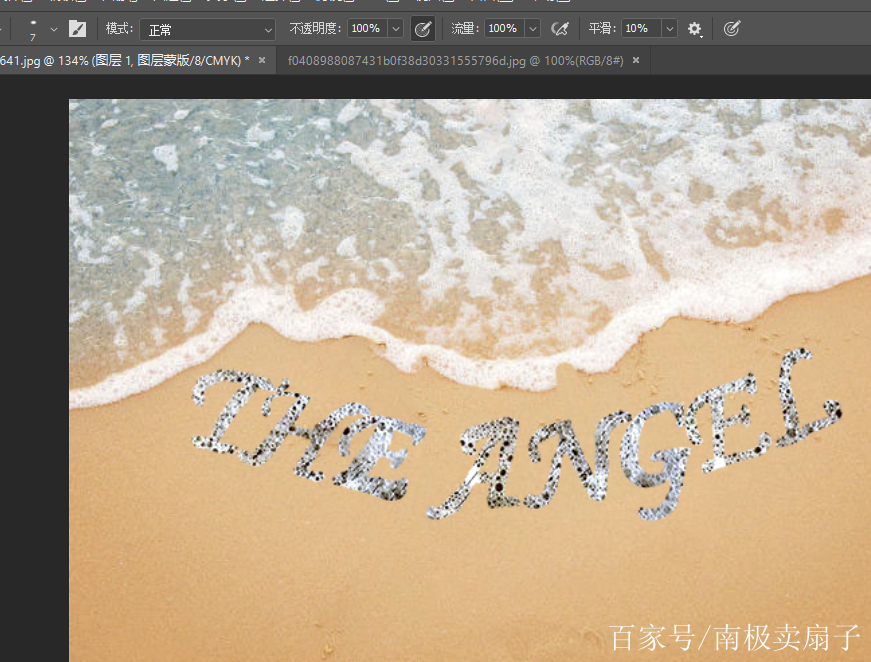 7 模式: 正常 不透明度: 100% 流量: 100% 平滑: 10%
641.jpg @ 134% (图层 1, 图层蒙版/8/CMYK) * × f0408988087431b0f38d30331555796d.jpg @ 100%(RGB/8#) ×
THE ANGEL
百家号/南极卖扇子